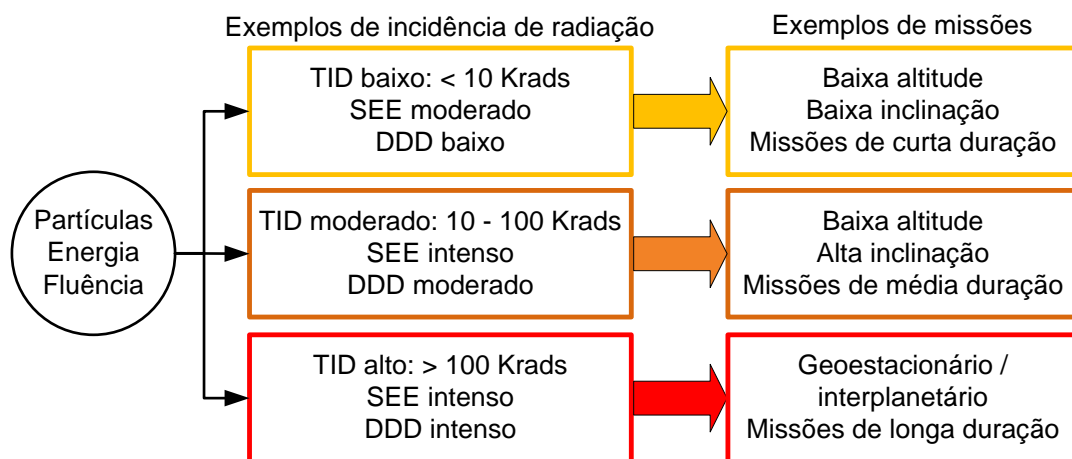 Exemplos de incidência de radiação
Exemplos de missões
Partículas
Energia
Fluência
TID baixo: < 10 Krads
SEE moderado
DDD baixo
Baixa altitude
Baixa inclinação
Missões de curta duração
TID moderado: 10 - 100 Krads
SEE intenso
DDD moderado
Baixa altitude
Alta inclinação
Missões de média duração
TID alto: > 100 Krads
SEE intenso
DDD intenso
Geoestacionário /
interplanetário
Missões de longa duração